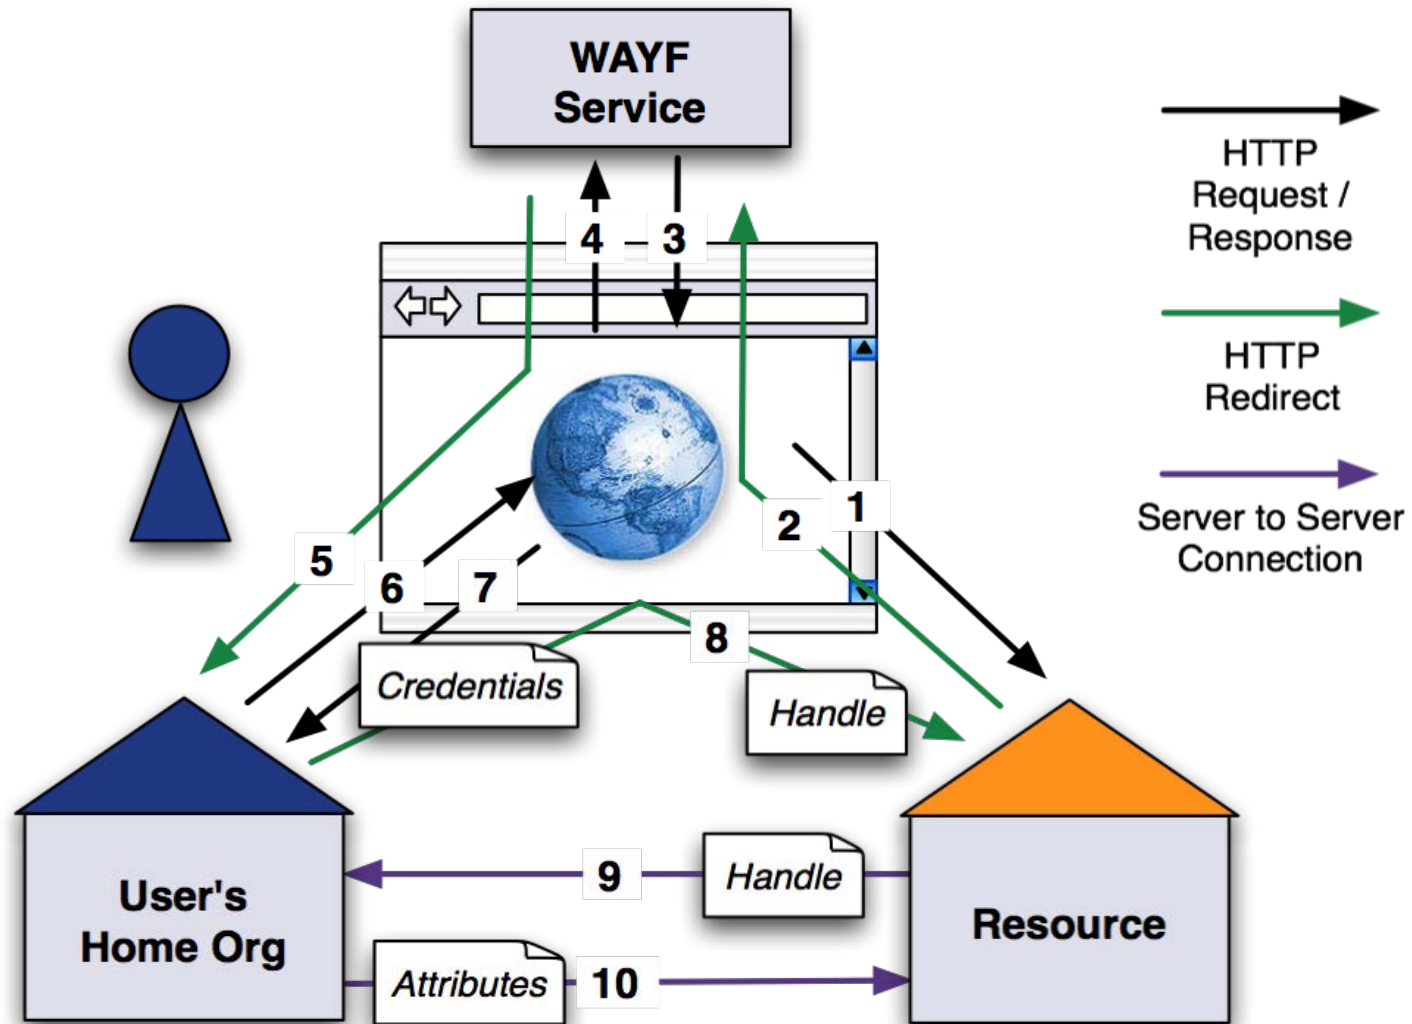 WAYF
Service
HTTP
Request /
Response
4
3
HTTP
Redirect
1
2
Server to Server
Connection
5
6
7
8
Credentials
Handle
9
Handle
User's
Home Org
Resource
Attributes
10